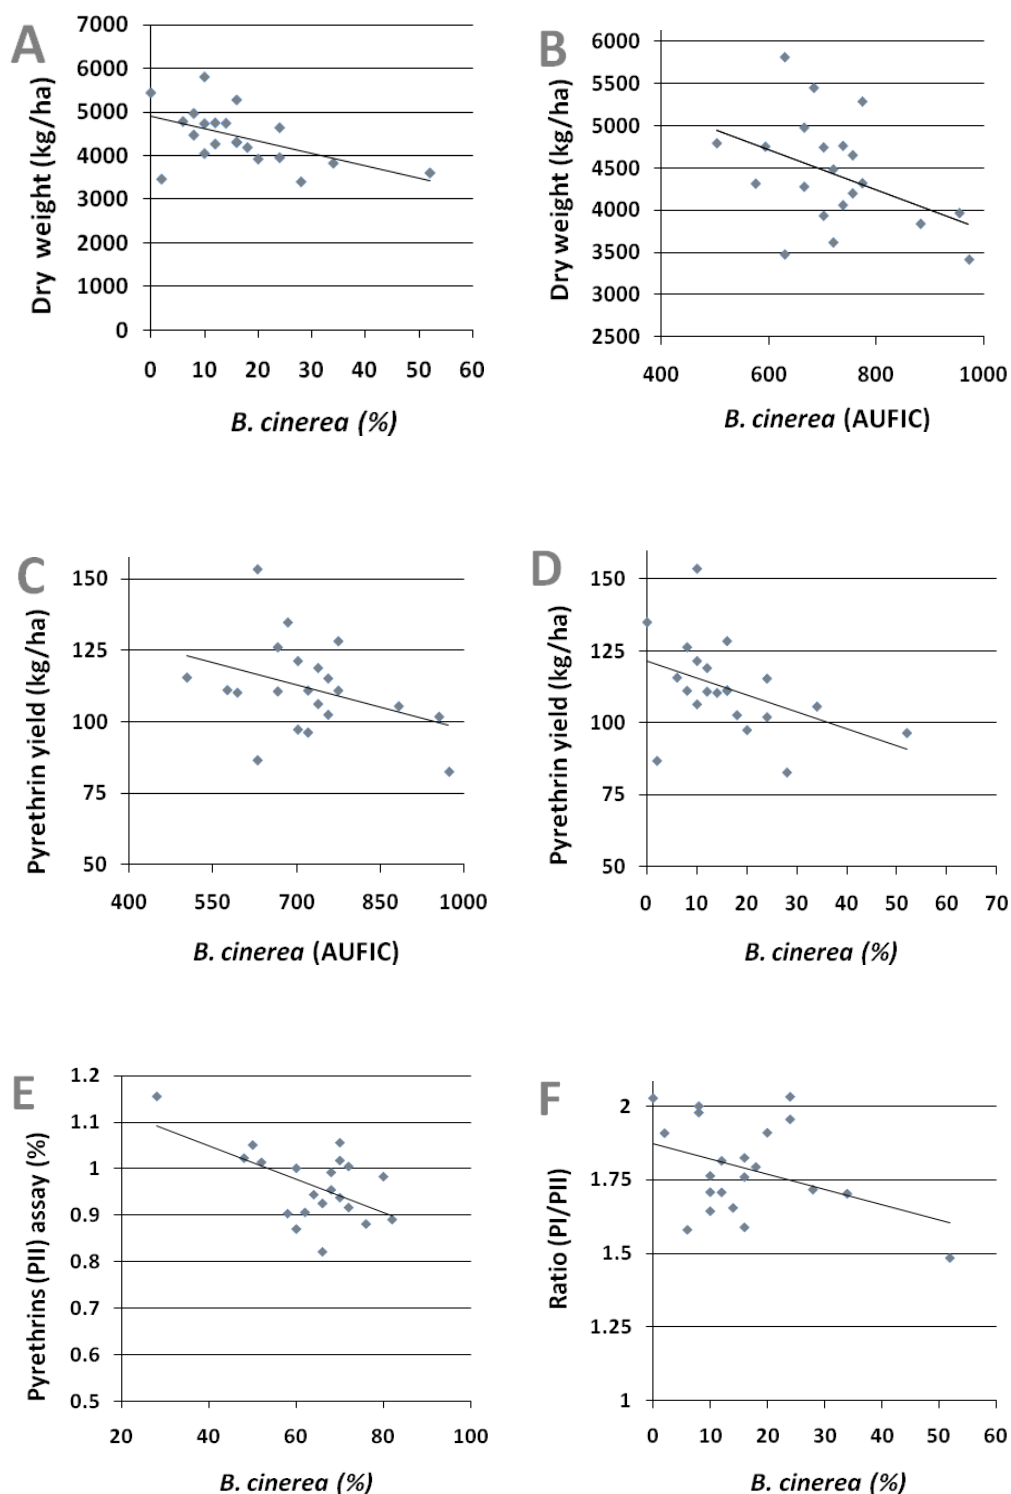 A
Dry weight (kg/ha)
7000
6000
5000
4000
3000
2000
1000
0
0 10 20 30 40 50 60
B. cinerea (%)
B
Dry weight (kg/ha)
6000
5500
5000
4500
4000
3500
3000
2500
400 600 800 1000
B. cinerea (AUFIC)
C
Pyrethrin yield (kg/ha)
150
125
100
75
50
400 550 700 850 1000
B. cinerea (AUFIC)
D
Pyrethrin yield (kg/ha)
150
125
100
75
50
0 10 20 30 40 50 60 70
B. cinerea (%)
E
Pyrethrins (PII) assay (%)
1.2
1.1
1
0.9
0.8
0.7
0.6
0.5
20 40 60 80 100
B. cinerea (%)
F
Ratio (PI/PII)
2
1.75
1.5
1.25
1
0 10 20 30 40 50 60
B. cinerea (%)